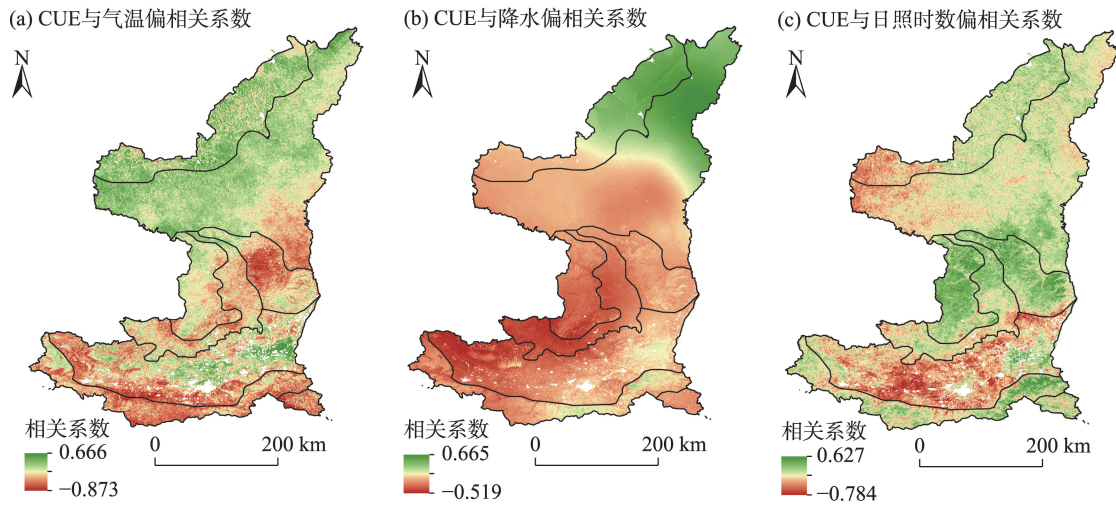 (a) CUE与气温偏相关系数
(b) CUE与降水偏相关系数
(c) CUE与日照时数偏相关系数
N
N
N
相关系数
0.666
−0.873
0
200 km
相关系数
0.665
−0.519
0
200 km
相关系数
0.627
−0.784
0
200 km